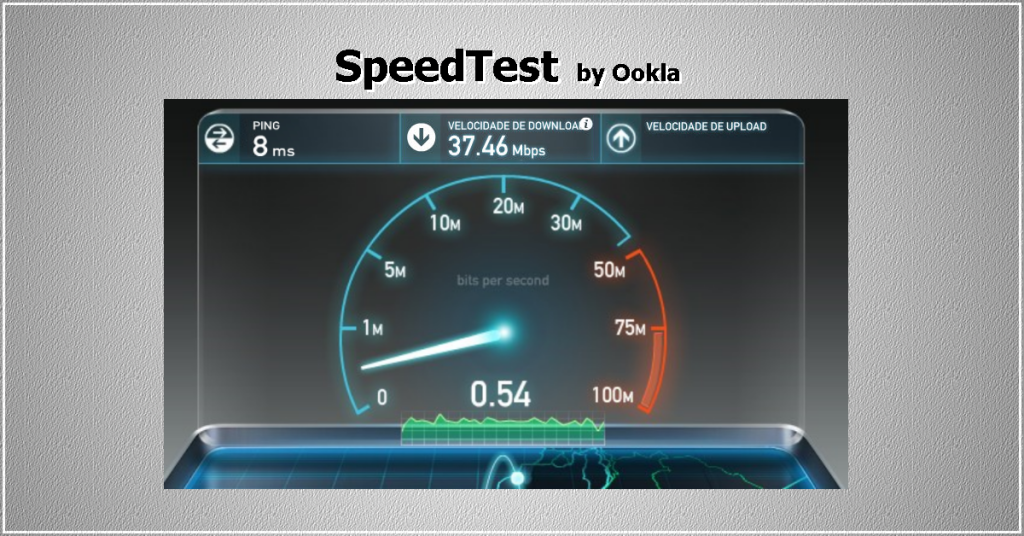 SpeedTest by Ookla
PING
8 ms
VELOCIDADE DE DOWNLOA
37.46 Mbps
VELOCIDADE DE UPLOAD
20M
10M
30M
5M
50M
bits per second
1M
75M
0
0.54
100M